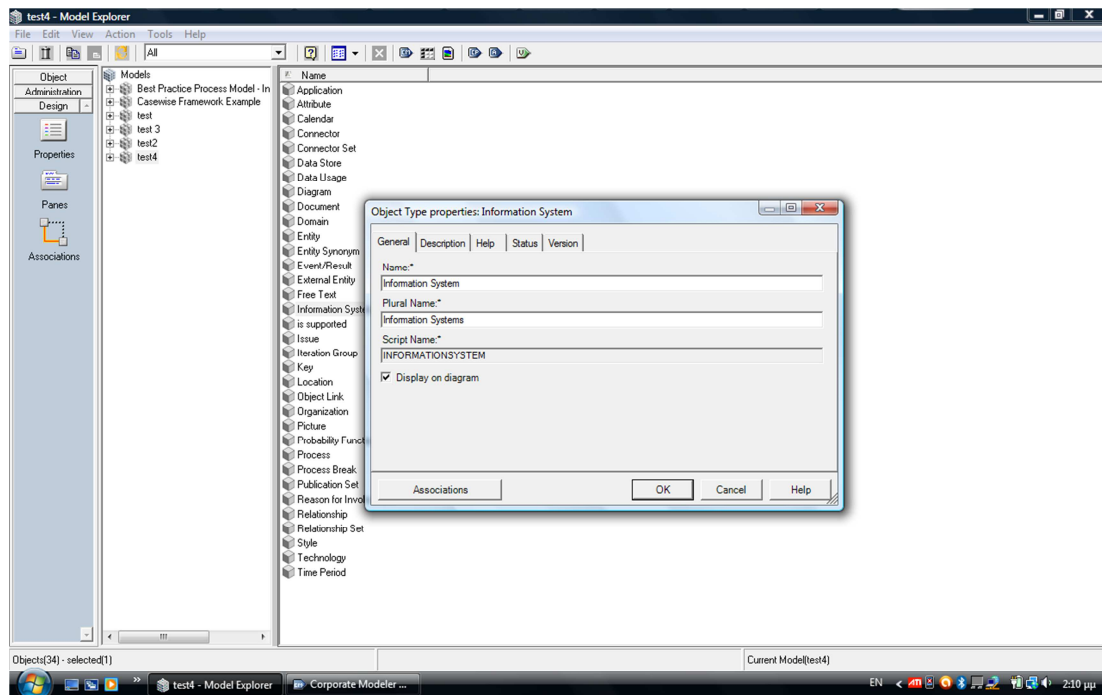 test4 - Model Explorer
File Edit View Action Tools Help
All
Object
Administration
Design
Properties
Panes
Associations
Models
Best Practice Process Model - In
Casewise Framework Example
test
test 3
test2
test4
Name
Application
Attribute
Calendar
Connector
Connector Set
Data Store
Data Usage
Diagram
Document
Domain
Entity
Entity Synonym
Event/Result
External Entity
Free Text
Information Syste
is supported
Issue
Iteration Group
Key
Location
Object Link
Organization
Picture
Probability Funct
Process
Process Break
Publication Set
Reason for Invol
Relationship
Relationship Set
Style
Technology
Time Period
Object Type properties: Information System
General Description Help Status Version
Name:*
Information System
Plural Name:*
Information Systems
Script Name:*
INFORMATIONSYSTEM
Display on diagram
Associations OK Cancel Help
Objects(34) - selected(1) Current Model(test4)
test4 - Model Explorer Corporate Modeler ... EN 2:10 μμ